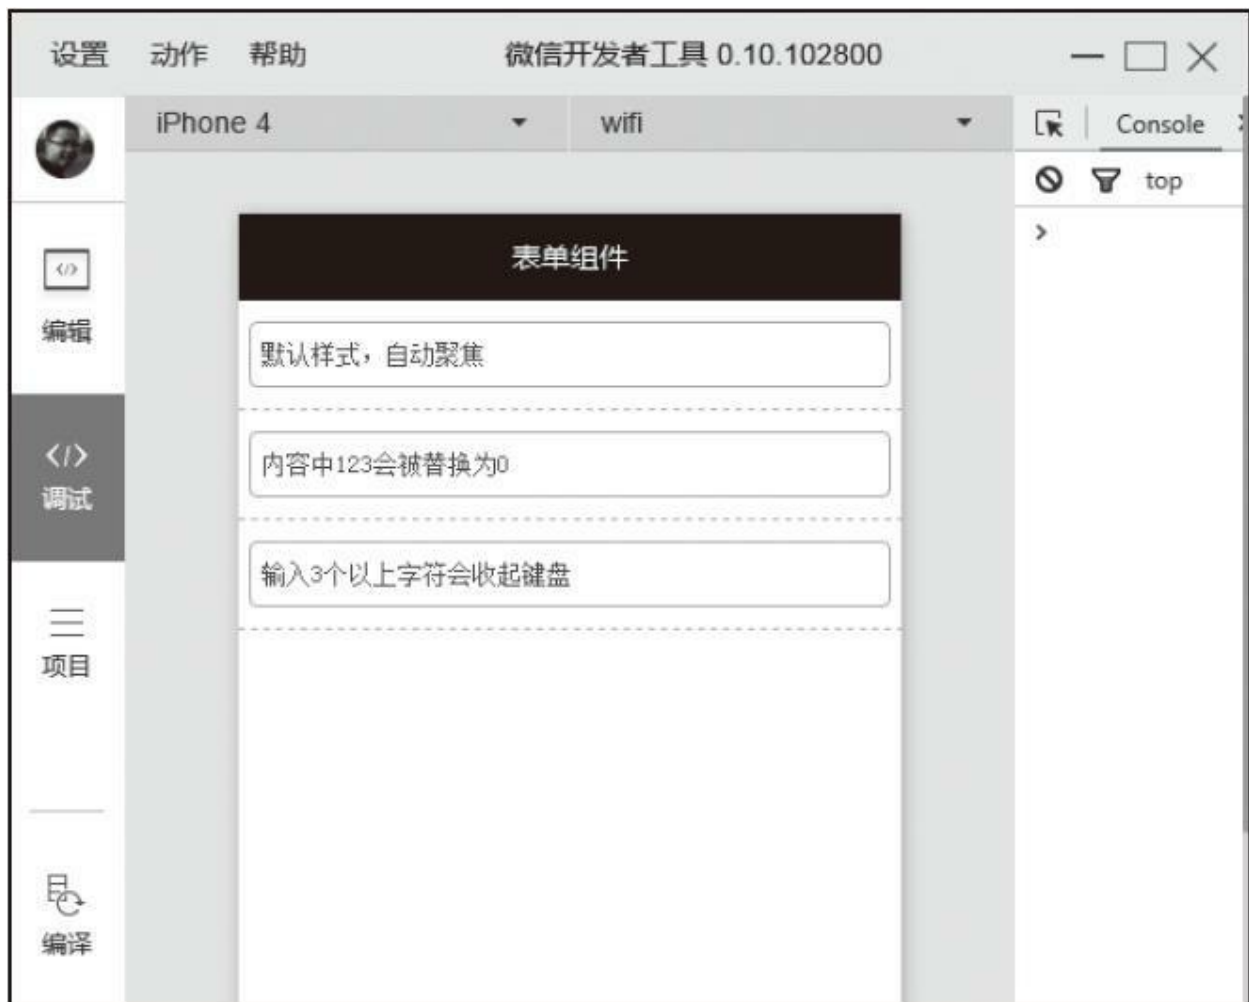 设置 动作 帮助 微信开发者工具 0.10.102800
iPhone 4 wifi Console
top
编辑
调试
项目
编译
表单组件
默认样式，自动聚焦
内容中123会被替换为0
输入3个以上字符会收起键盘